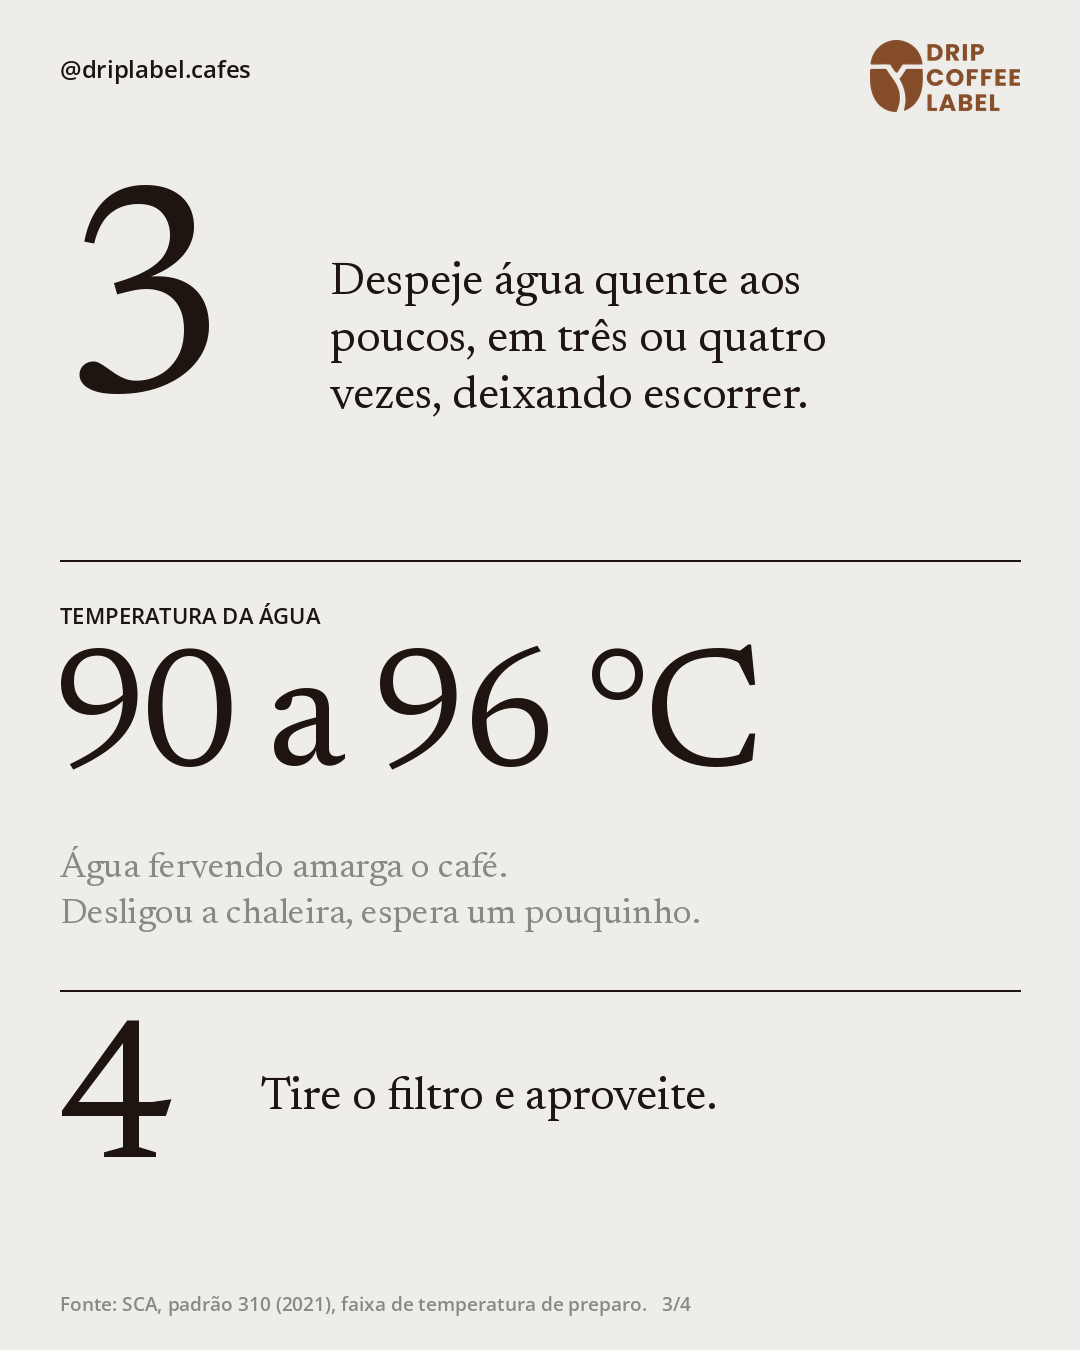 @driplabel.cafes
DRIP
COFFEE
LABEL
3
Despeje água quente aos
poucos, em três ou quatro
vezes, deixando escorrer.
TEMPERATURA DA ÁGUA
90 a 96 °C
Água fervendo amarga o café.
Desligou a chaleira, espera um pouquinho.
4
Tire o filtro e aproveite.
Fonte: SCA, padrão 310 (2021), faixa de temperatura de preparo. 3/4